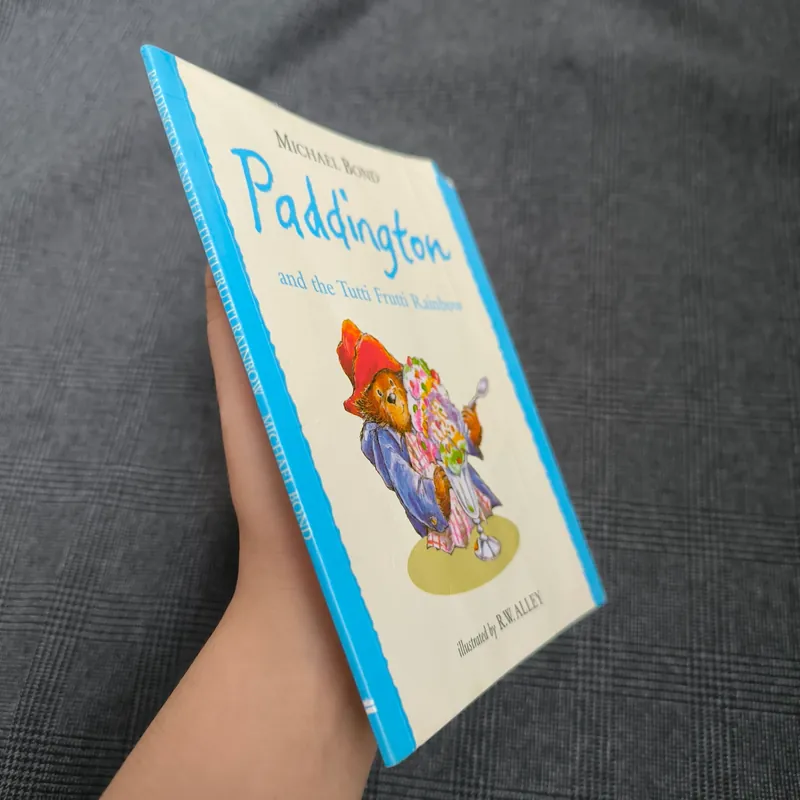 MICHAEL BOND
Paddington
and the Tutti Frutti Rainbow
illustrated by R.W. ALLEY
PADDINGTON AND THE TUTTI FRUTTI RAINBOW MICHAEL BOND